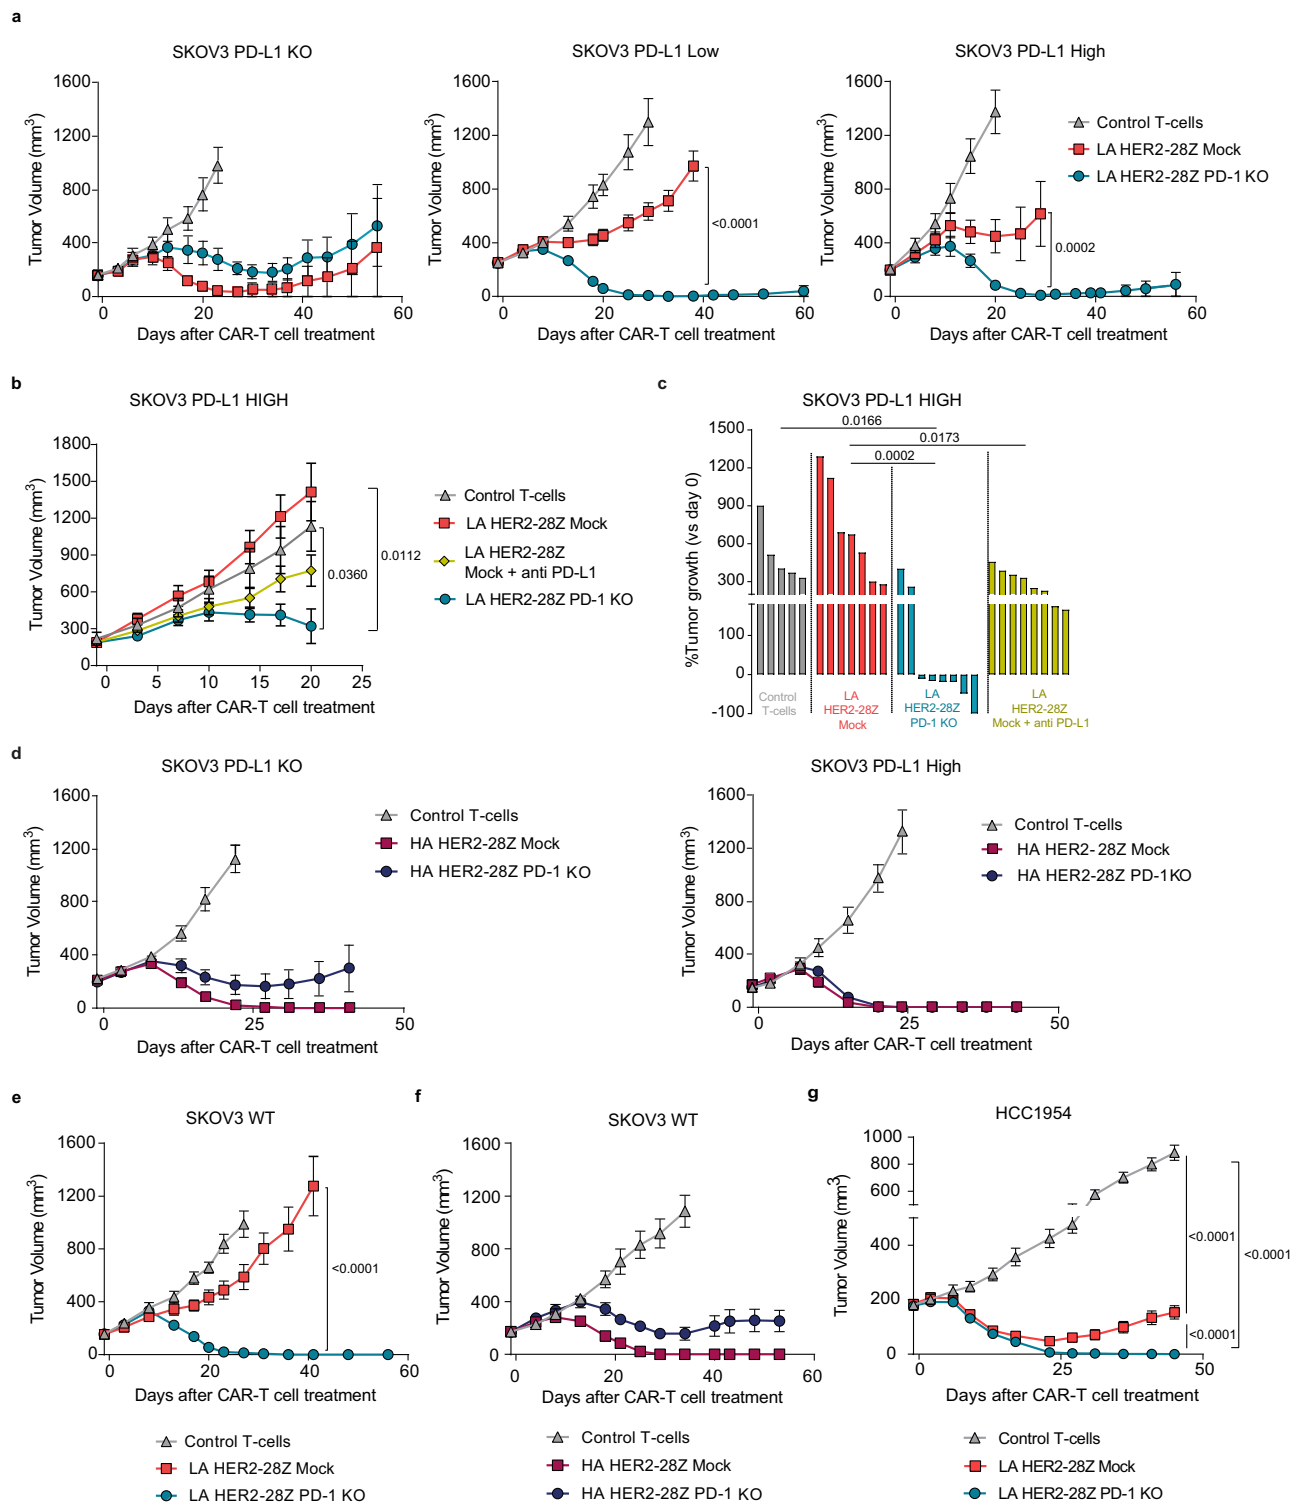 a
SKOV3 PD-L1 KO
Tumor Volume (mm3)
1600
1200
800
400
0
0 20 40 60
Days after CAR-T cell treatment
SKOV3 PD-L1 Low
Tumor Volume (mm3)
1600
1200
800
400
0
<0.0001
0 20 40 60
Days after CAR-T cell treatment
SKOV3 PD-L1 High
Tumor Volume (mm3)
1600
1200
800
400
0
0.0002
0 20 40 60
Days after CAR-T cell treatment
Control T-cells
LA HER2-28Z Mock
LA HER2-28Z PD-1 KO
b
SKOV3 PD-L1 HIGH
Tumor Volume (mm3)
1800
1500
1200
900
600
300
0
0.0360
0.0112
0 5 10 15 20 25
Days after CAR-T cell treatment
Control T-cells
LA HER2-28Z Mock
LA HER2-28Z
Mock + anti PD-L1
LA HER2-28Z PD-1 KO
c
SKOV3 PD-L1 HIGH
%Tumor growth (vs day 0)
1500
1200
900
600
300
100
0
-100
0.0166
0.0173
0.0002
Control
T-cells
LA
HER2-28Z
Mock
LA
HER2-28Z
PD-1 KO
LA
HER2-28Z
Mock + anti PD-L1
d
SKOV3 PD-L1 KO
Tumor Volume (mm3)
1600
1200
800
400
0
0 25 50
Days after CAR-T cell treatment
Control T-cells
HA HER2-28Z Mock
HA HER2-28Z PD-1 KO
SKOV3 PD-L1 High
Tumor Volume (mm3)
1600
1200
800
400
0
0 25 50
Days after CAR-T cell treatment
Control T-cells
HA HER2- 28Z Mock
HA HER2-28Z PD-1KO
e
SKOV3 WT
Tumor Volume (mm3)
1600
1200
800
400
0
<0.0001
0 20 40 60
Days after CAR-T cell treatment
Control T-cells
LA HER2-28Z Mock
LA HER2-28Z PD-1 KO
f
SKOV3 WT
Tumor Volume (mm3)
1600
1200
800
400
0
0 20 40 60
Days after CAR-T cell treatment
Control T-cells
HA HER2-28Z Mock
HA HER2-28Z PD-1 KO
g
HCC1954
Tumor Volume (mm3)
1000
800
600
400
200
0
<0.0001
<0.0001
<0.0001
0 25 50
Days after CAR-T cell treatment
Control T-cells
LA HER2-28Z Mock
LA HER2-28Z PD-1 KO